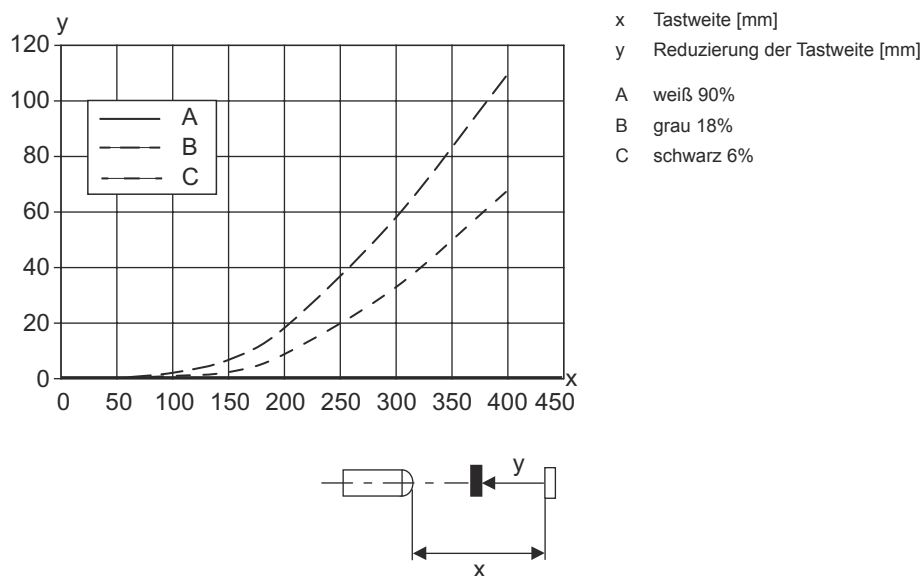 y
120
100
80
60
40
20
0
A
B
C
x
0 50 100 150 200 250 300 350 400 450
x Tastweite [mm]
y Reduzierung der Tastweite [mm]
A weiß 90%
B grau 18%
C schwarz 6%
y
x